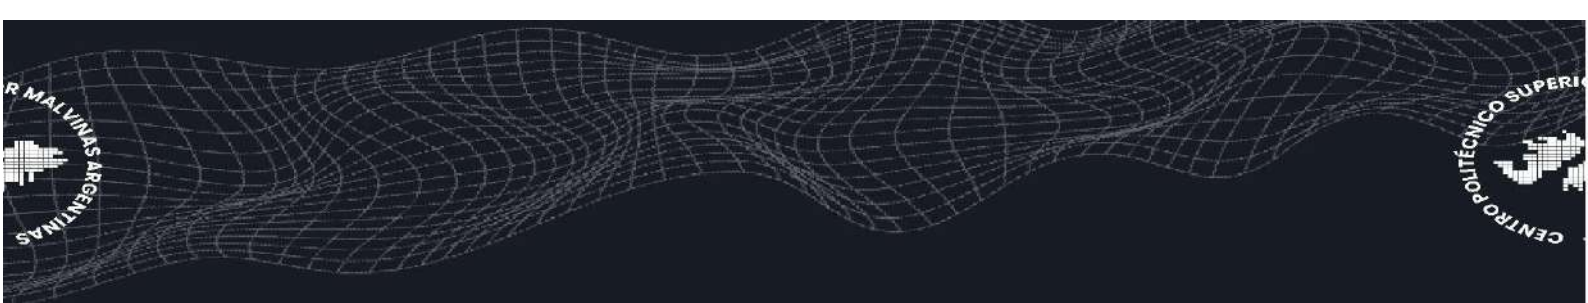 R MALVINAS ARGENTINAS
CENTRO POLITÉCNICO SUPERI